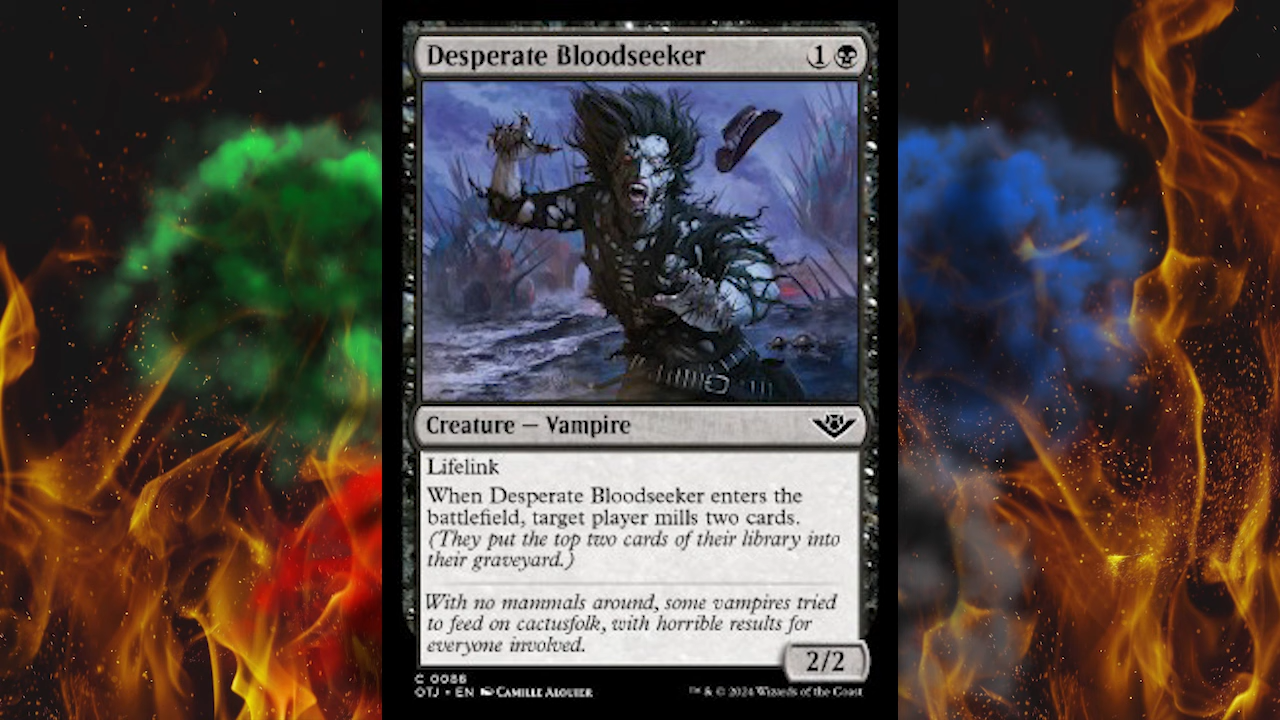 Desperate Bloodseeker 1
Creature — Vampire
Lifelink
When Desperate Bloodseeker enters the
battlefield, target player mills two cards.
(They put the top two cards of their library into
their graveyard.)
With no mammals around, some vampires tried
to feed on cactusfolk, with horrible results for
everyone involved.
2/2
C 0086
OTJ • EN CAMILLE ALQUIER
™ & © 2024 Wizards of the Coast